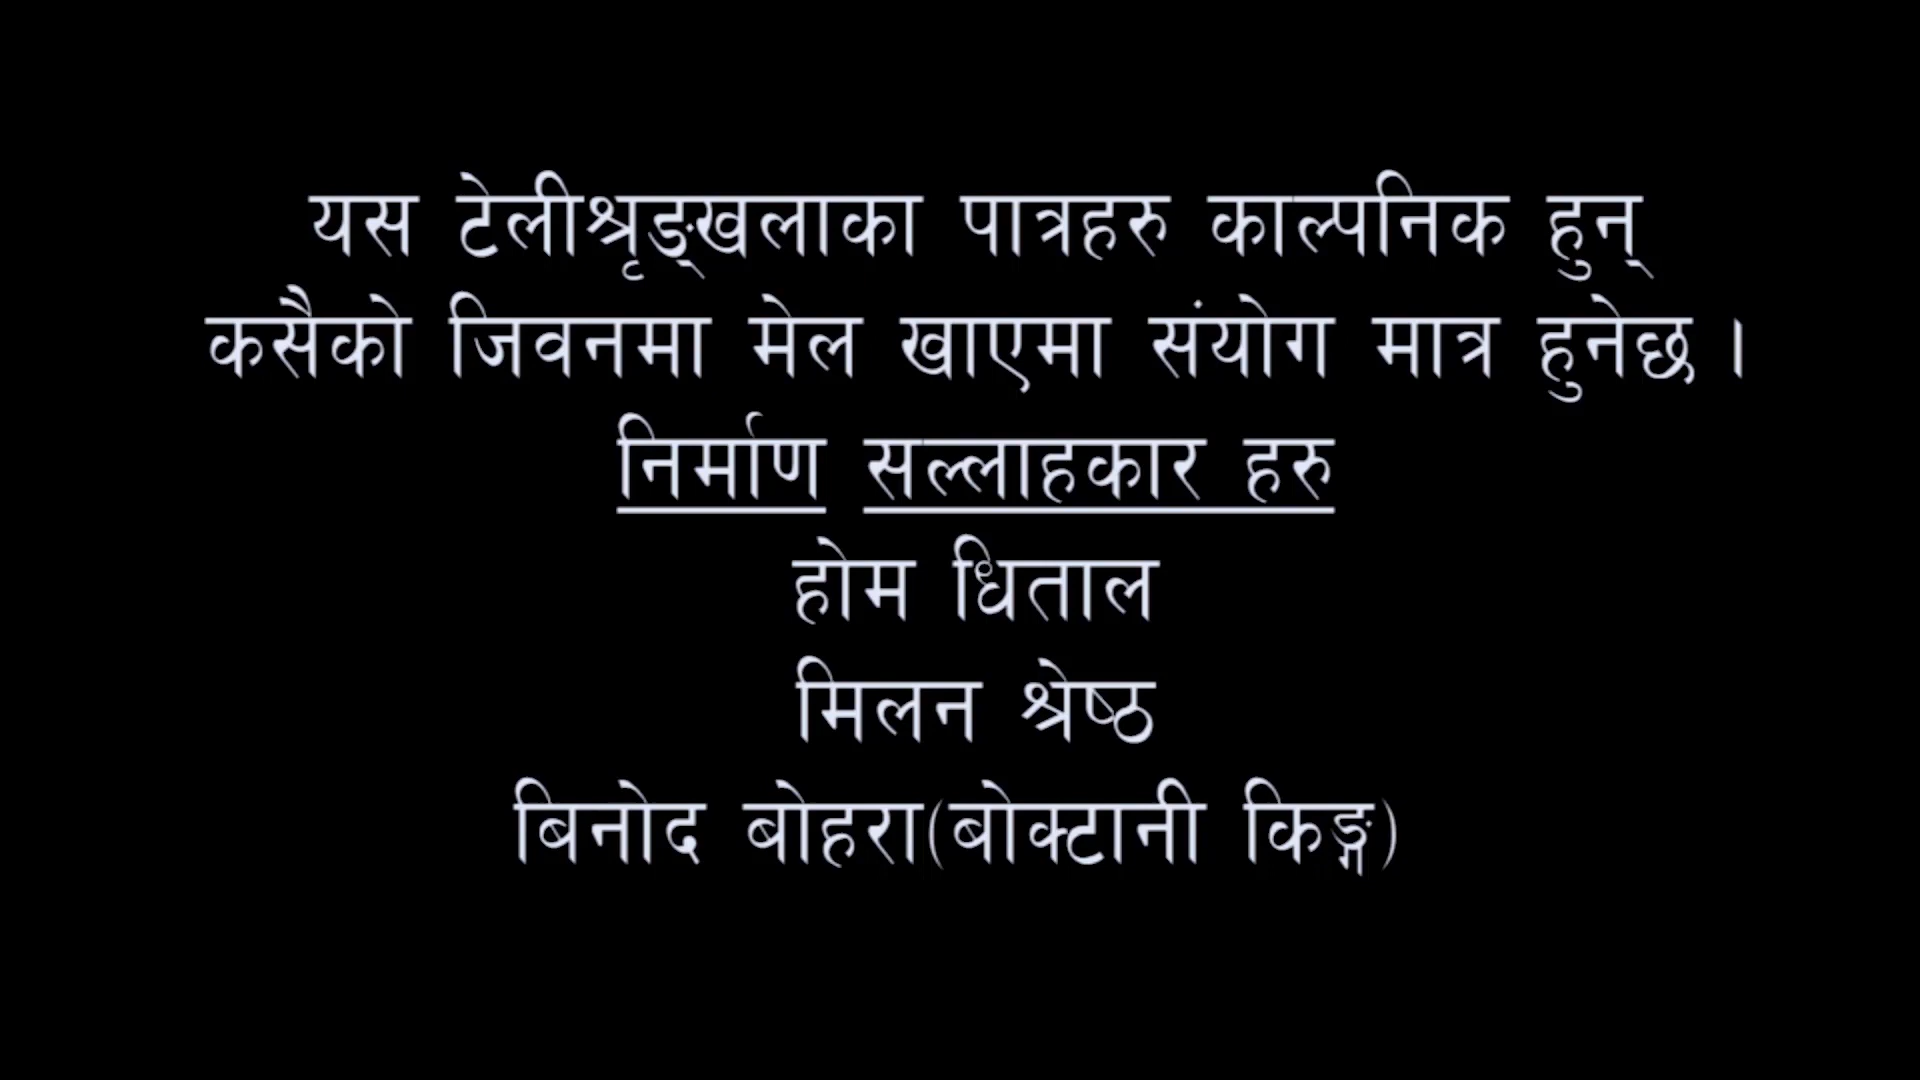 यस टेलीश्रृङ्खलाका पात्रहरु काल्पनिक हुन्
कसैको जिवनमा मेल खाएमा संयोग मात्र हुनेछ ।
निर्माण सल्लाहकार हरु
होम धिताल
मिलन श्रेष्ठ
बिनोद बोहरा(बोक्टानी किङ्ग)